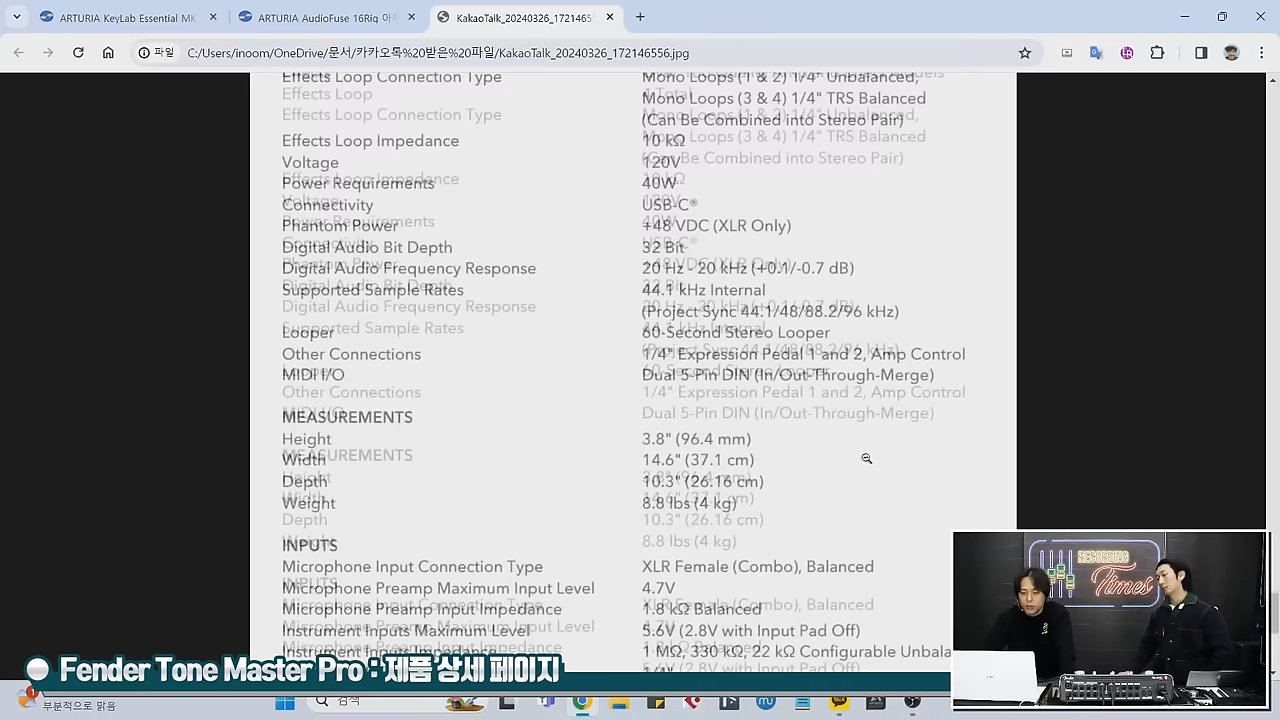 ARTURIA KeyLab Essential MK
ARTURIA AudioFuse 16Rig
KakaoTalk_20240326_1721465
파일
C:/Users/inoom/OneDrive/문서/카카오톡%20받은%20파일/KakaoTalk_20240326_172146556.jpg
Effects Loop Connection Type Mono Loops (1 & 2) 1/4" Unbalanced,
Mono Loops (3 & 4) 1/4" TRS Balanced
(Can Be Combined into Stereo Pair)
Effects Loop Impedance 10 kΩ
Voltage 120V
Power Requirements 40W
Connectivity USB-C®
Phantom Power +48 VDC (XLR Only)
Digital Audio Bit Depth 32 Bit
Digital Audio Frequency Response 20 Hz - 20 kHz (+0.1/-0.7 dB)
Supported Sample Rates 44.1 kHz Internal
(Project Sync 44.1/48/88.2/96 kHz)
Looper 60-Second Stereo Looper
Other Connections 1/4" Expression Pedal 1 and 2, Amp Control
MIDI I/O Dual 5-Pin DIN (In/Out-Through-Merge)
MEASUREMENTS
Height 3.8" (96.4 mm)
Width 14.6" (37.1 cm)
Depth 10.3" (26.16 cm)
Weight 8.8 lbs (4 kg)
INPUTS
Microphone Input Connection Type XLR Female (Combo), Balanced
Microphone Preamp Maximum Input Level 4.7V
Microphone Preamp Input Impedance 1.8 kΩ Balanced
Instrument Inputs Maximum Level 5.6V (2.8V with Input Pad Off)
Instrument Inputs Impedance 1 MΩ, 330 kΩ, 22 kΩ Configurable Unbala
RECORDING
Times
Fender Tone Master Pro : 제품 상세 페이지
부분적으로 맑음
검색